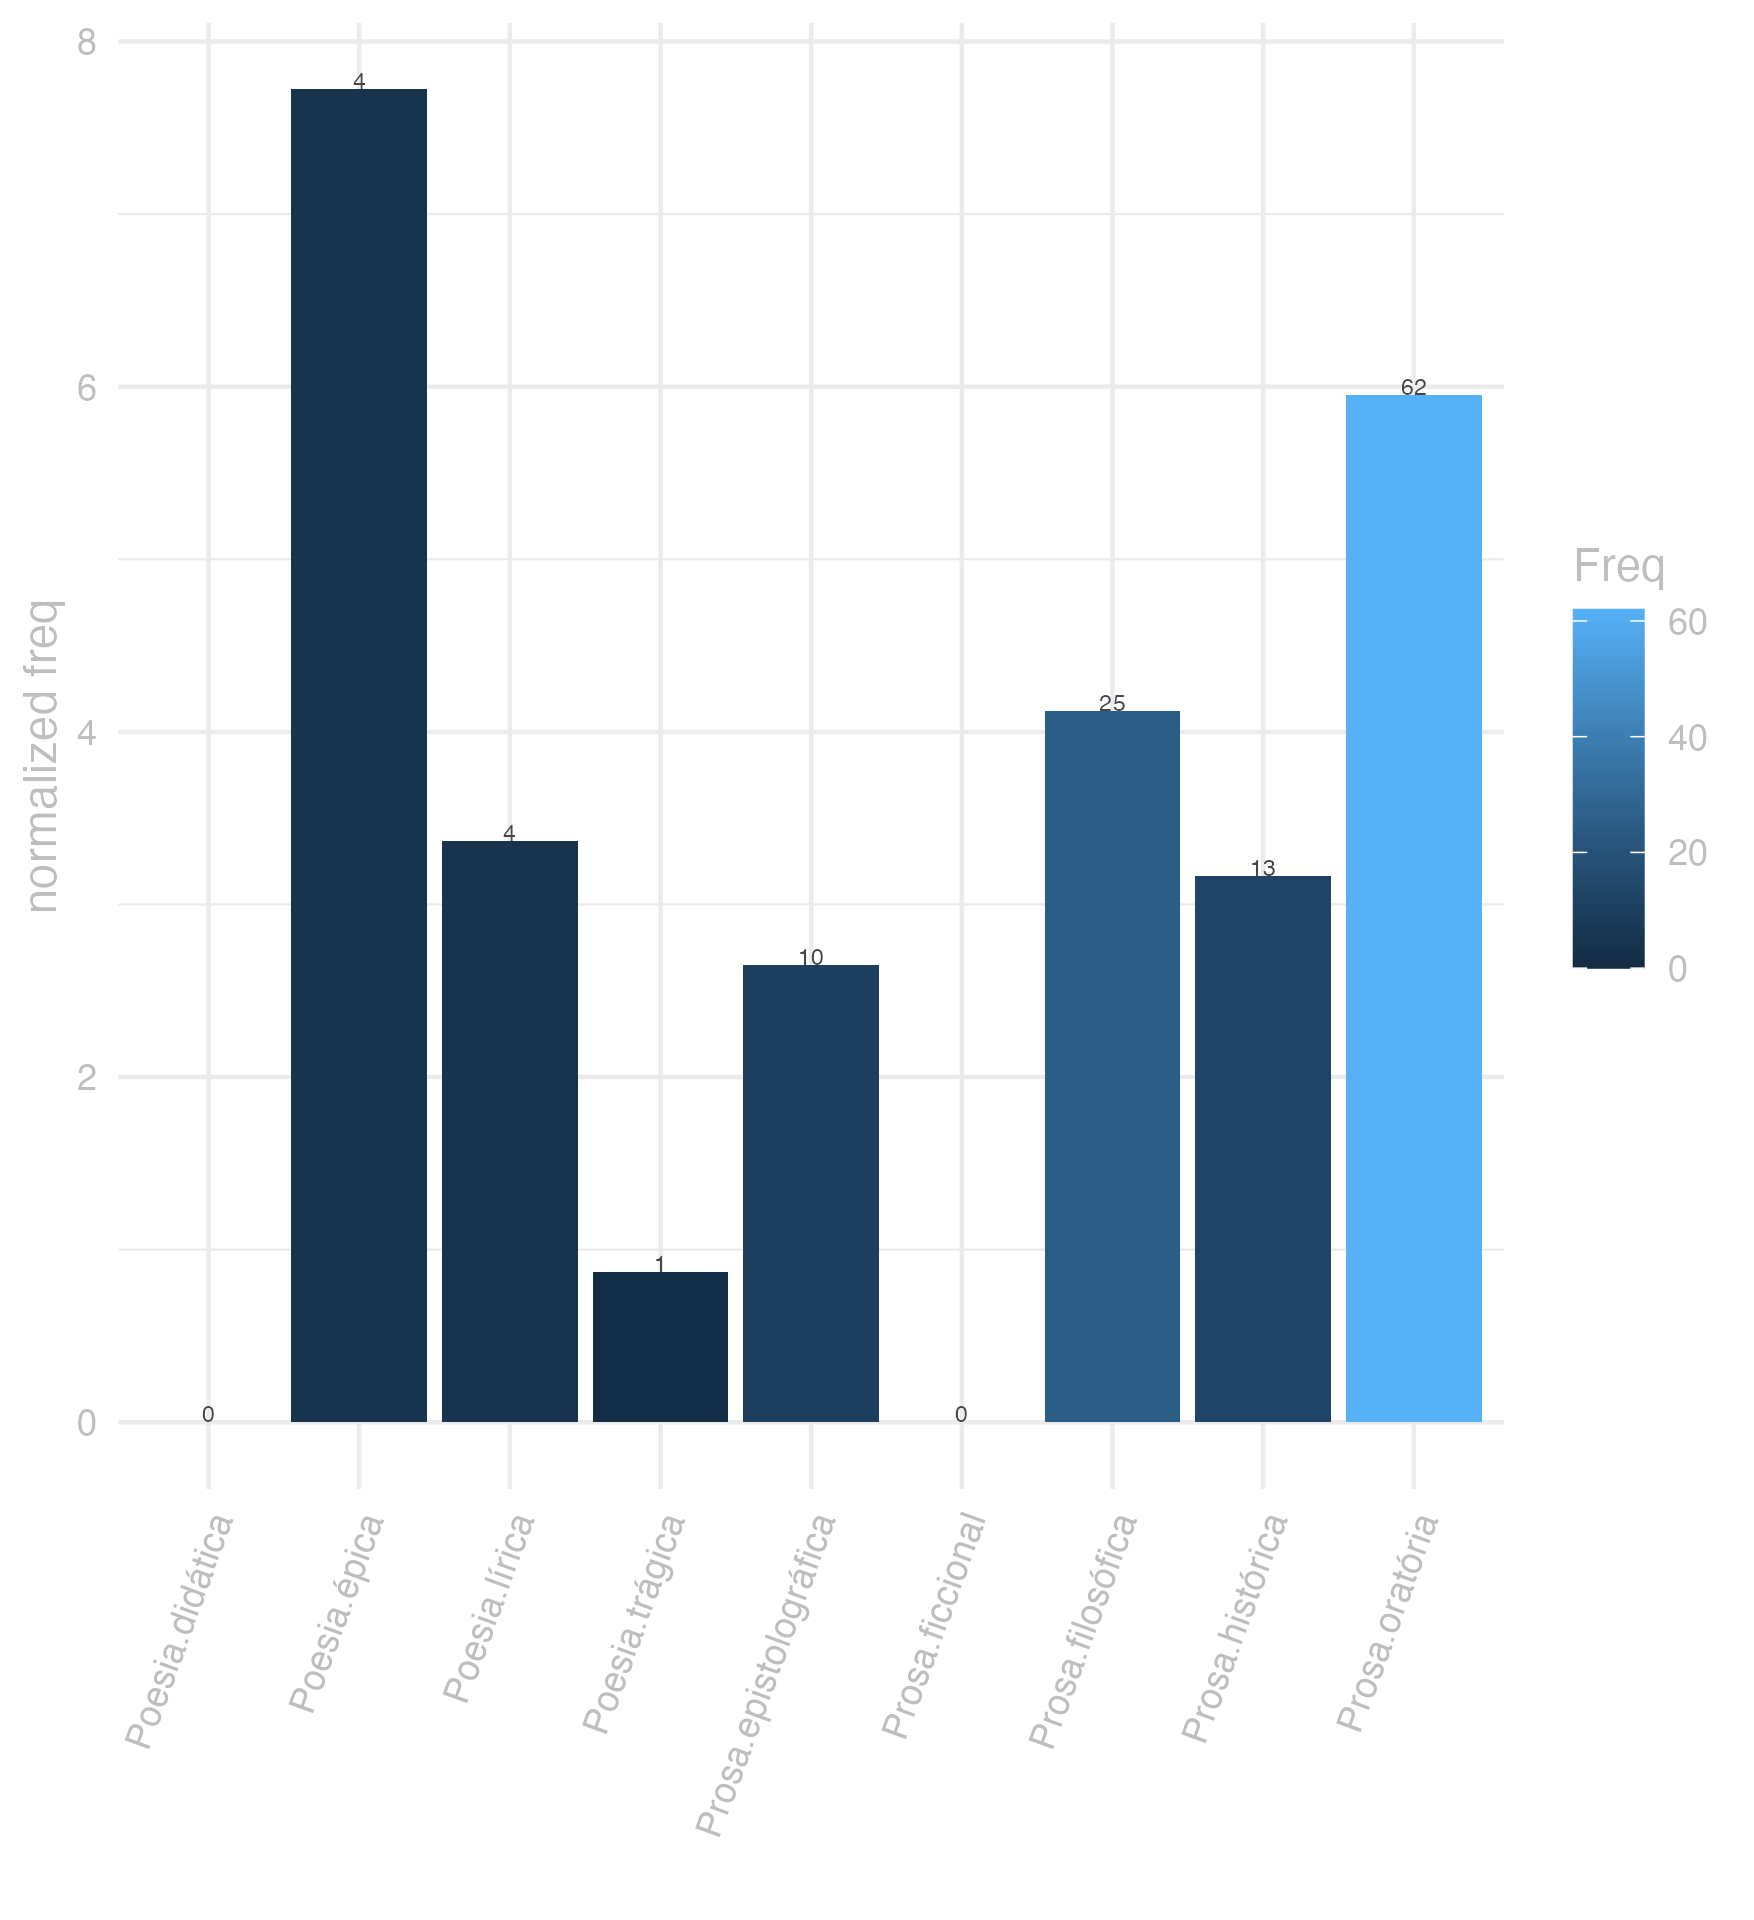 8
6
4
2
0
normalized freq
0
4
4
1
10
0
25
13
62
Poesia.didática
Poesia.épica
Poesia.lírica
Poesia.trágica
Prosa.epistolográfica
Prosa.ficcional
Prosa.filosófica
Prosa.histórica
Prosa.oratória
Freq
60
40
20
0